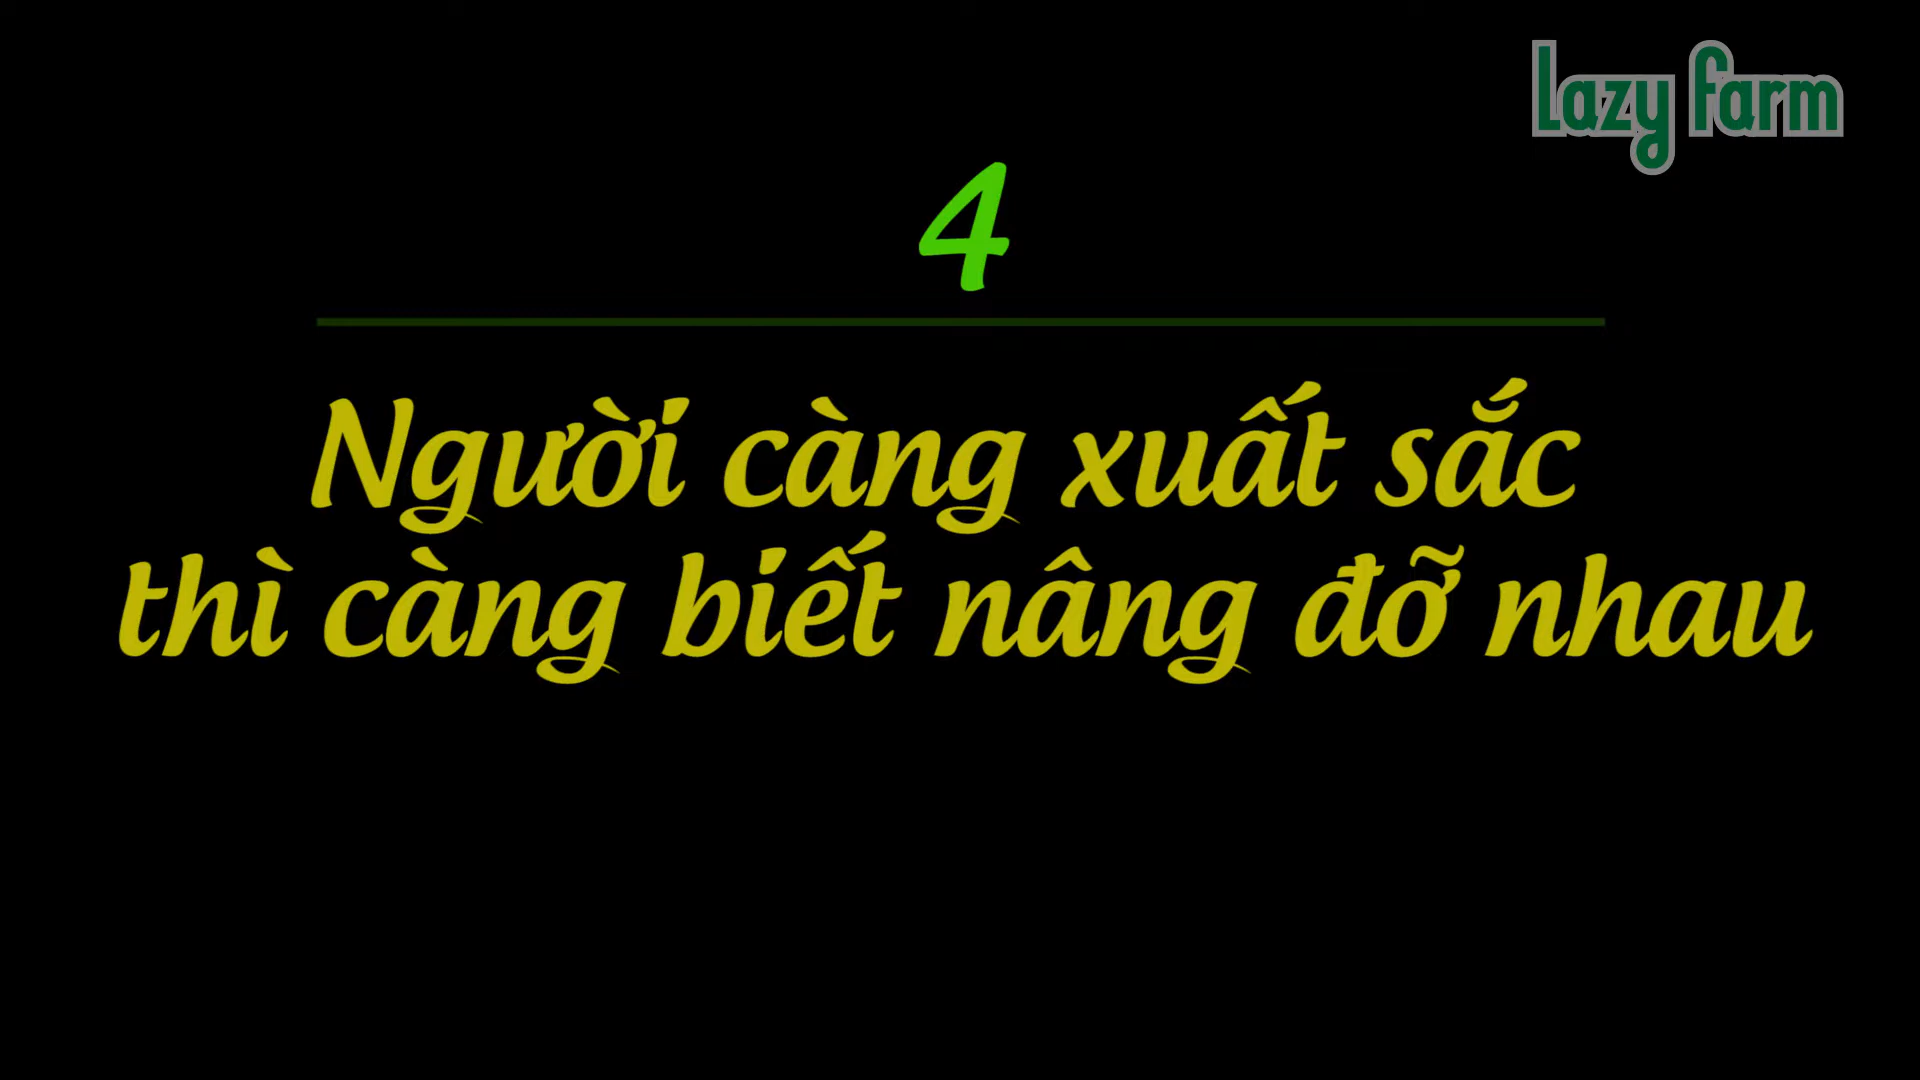 Lazy farm
4
Người càng xuất sắc
thì càng biết nâng đỡ nhau